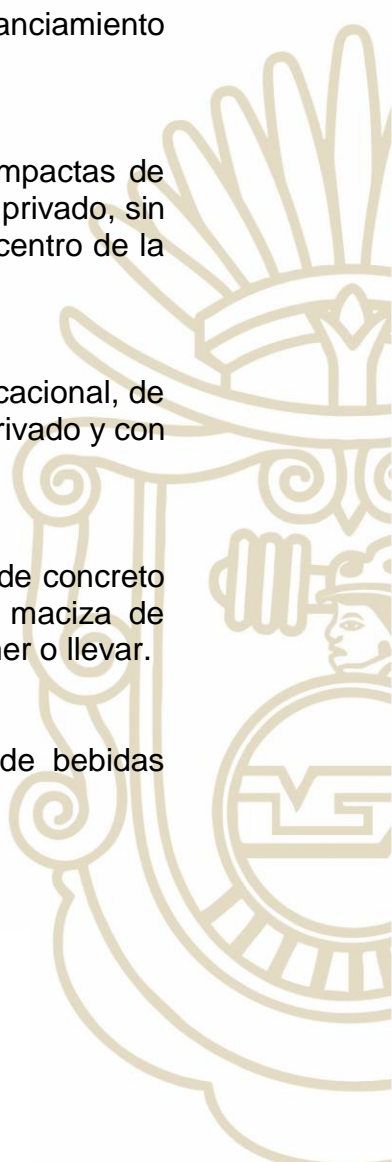 anciamiento
mpactas de
privado, sin
centro de la
cacional, de
rivado y con
de concreto
maciza de
ner o llevar.
de bebidas